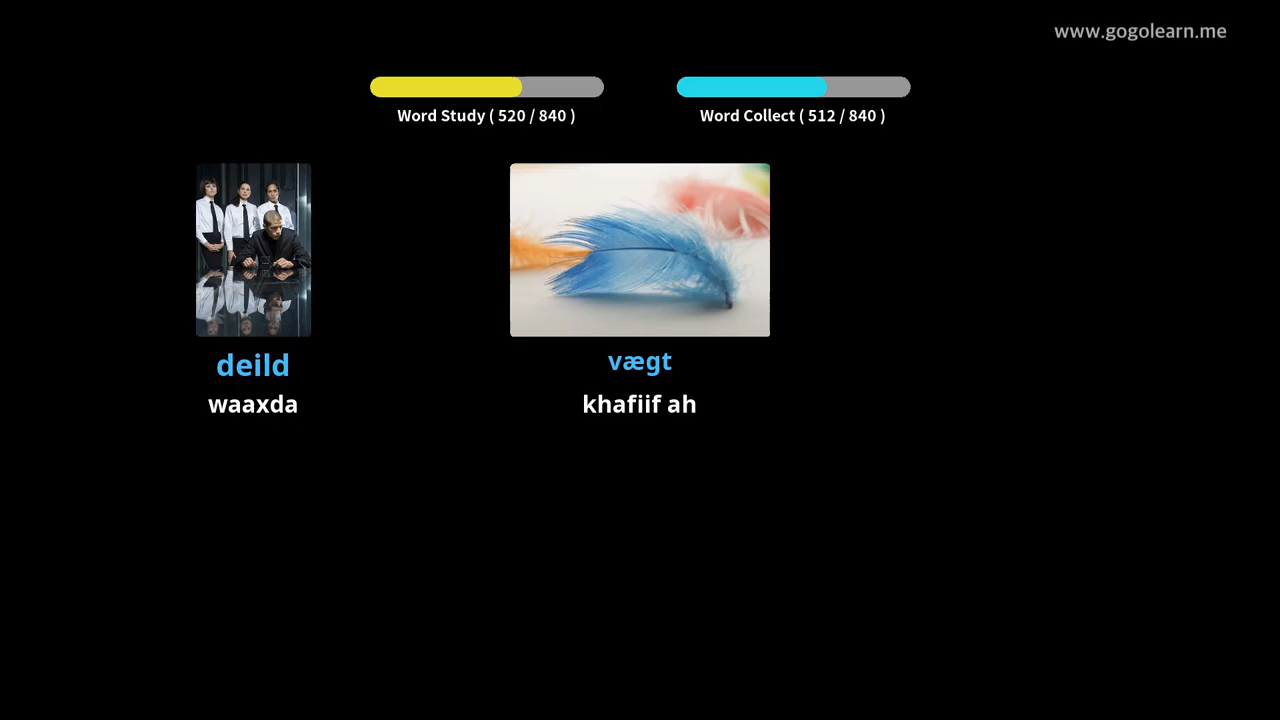 www.gogolearn.me
Word Study ( 520 / 840 )
Word Collect ( 512 / 840 )
deild
waaxda
vægt
khafiif ah